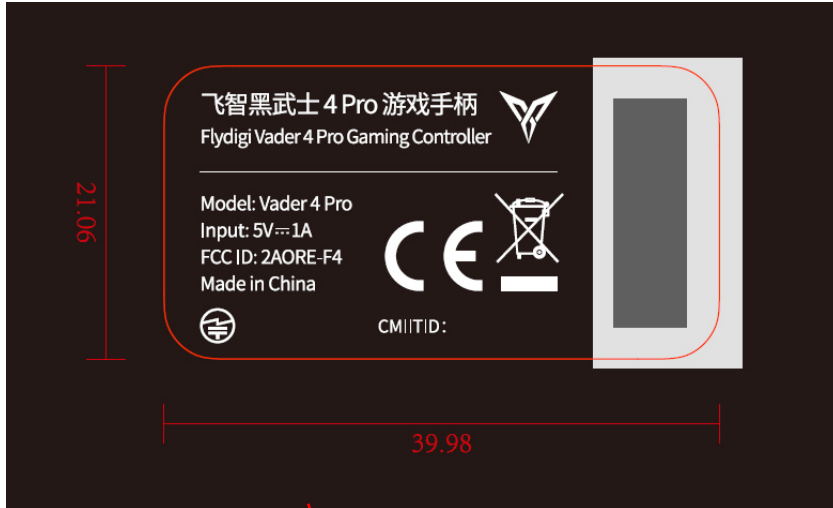 飞智黑武士 4 Pro 游戏手柄
Flydigi Vader 4 Pro Gaming Controller
Model: Vader 4 Pro
Input: 5V⎓1A
FCC ID: 2AORE-F4
Made in China
CE
CMIITID：
21.06
39.98